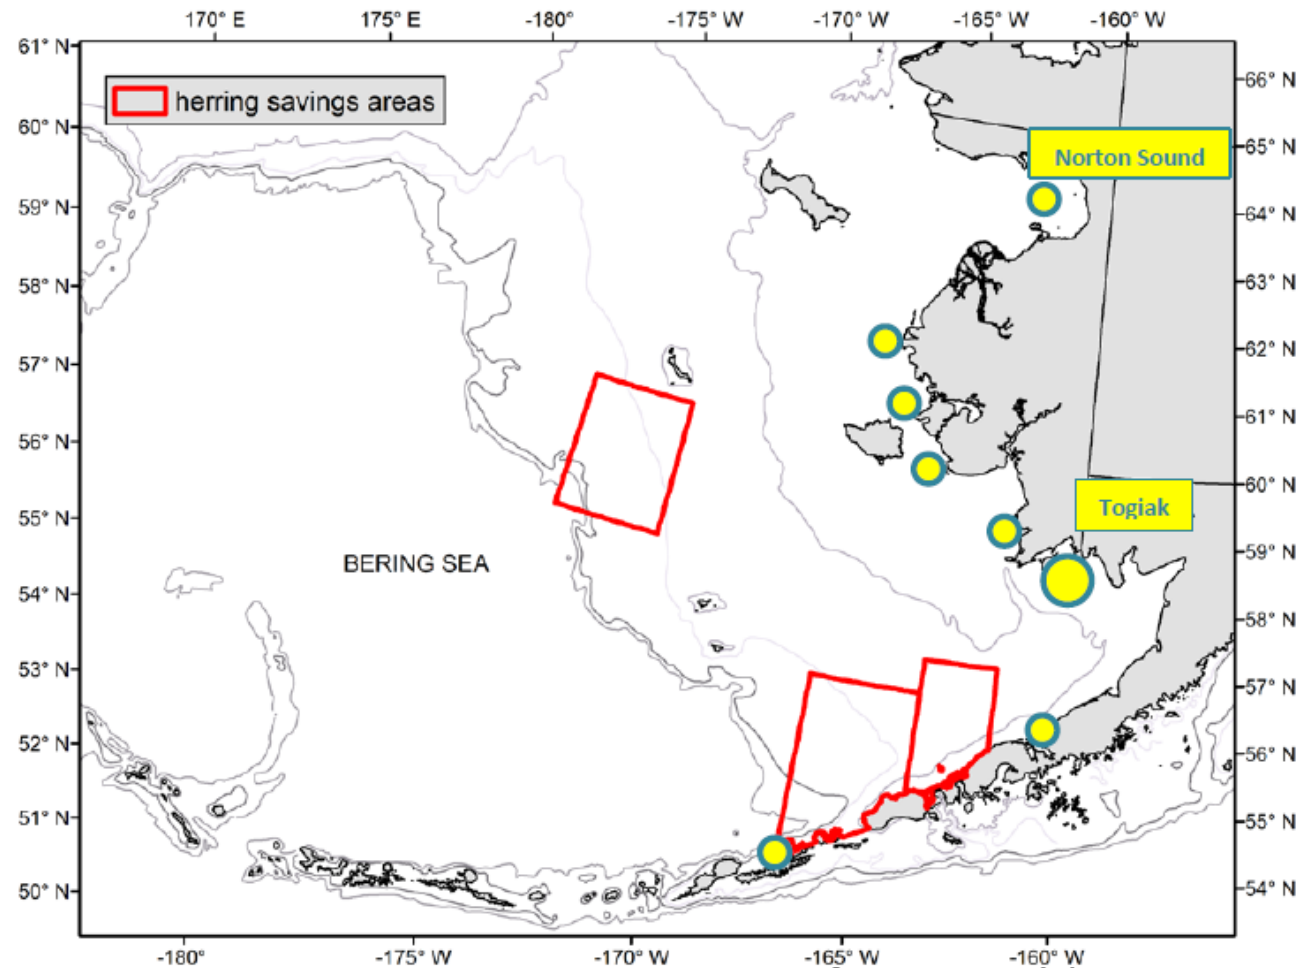 170° E 175° E -180° -175° W -170° W -165° W -160° W
61° N
herring savings areas
66° N
60° N
65° N
Norton Sound
59° N
64° N
58° N
63° N
57° N
62° N
56° N
61° N
55° N
60° N
Togiak
BERING SEA
59° N
54° N
58° N
53° N
57° N
52° N
56° N
51° N
55° N
50° N
54° N
-180° -175° W -170° W -165° W -160° W